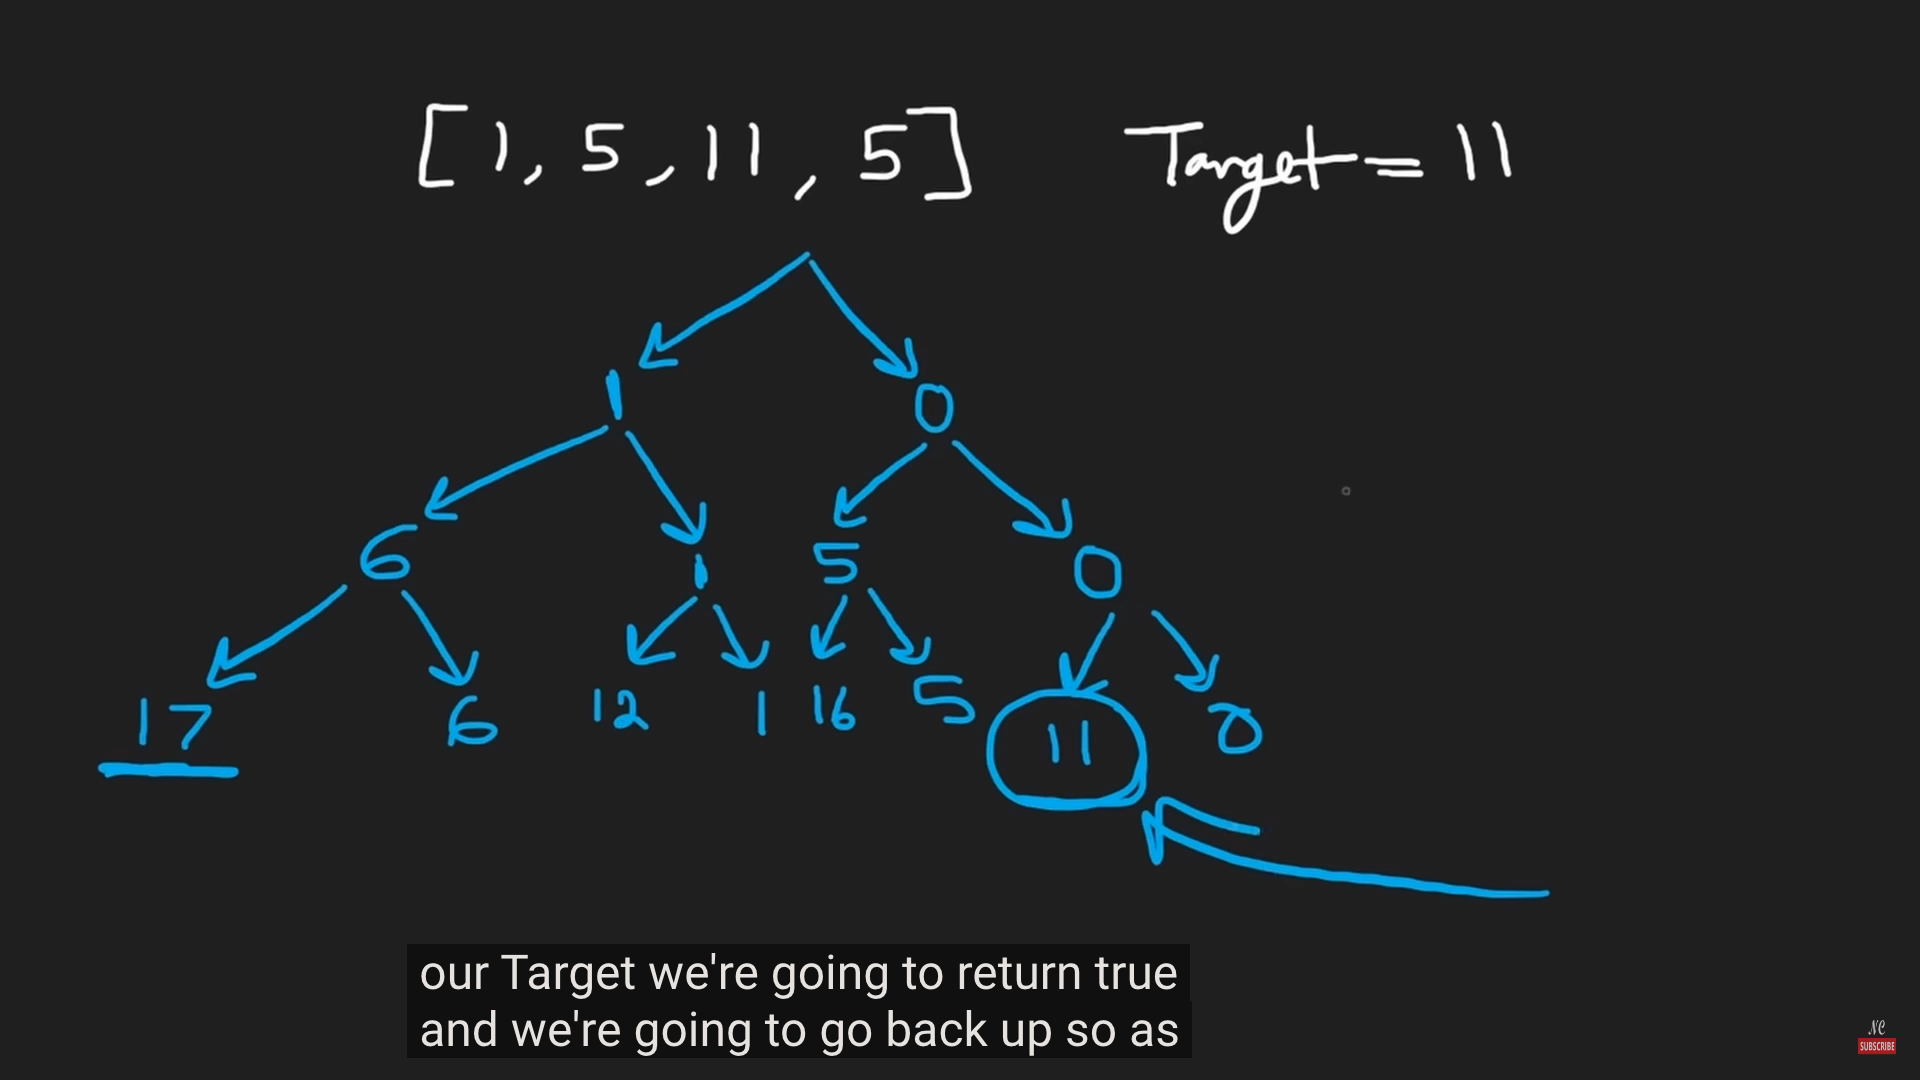 [1, 5, 11, 5] Target = 11
1 0
6 1 5 0
17 6 12 1 16 5 11 0
our Target we're going to return true
and we're going to go back up so as
NC
SUBSCRIBE